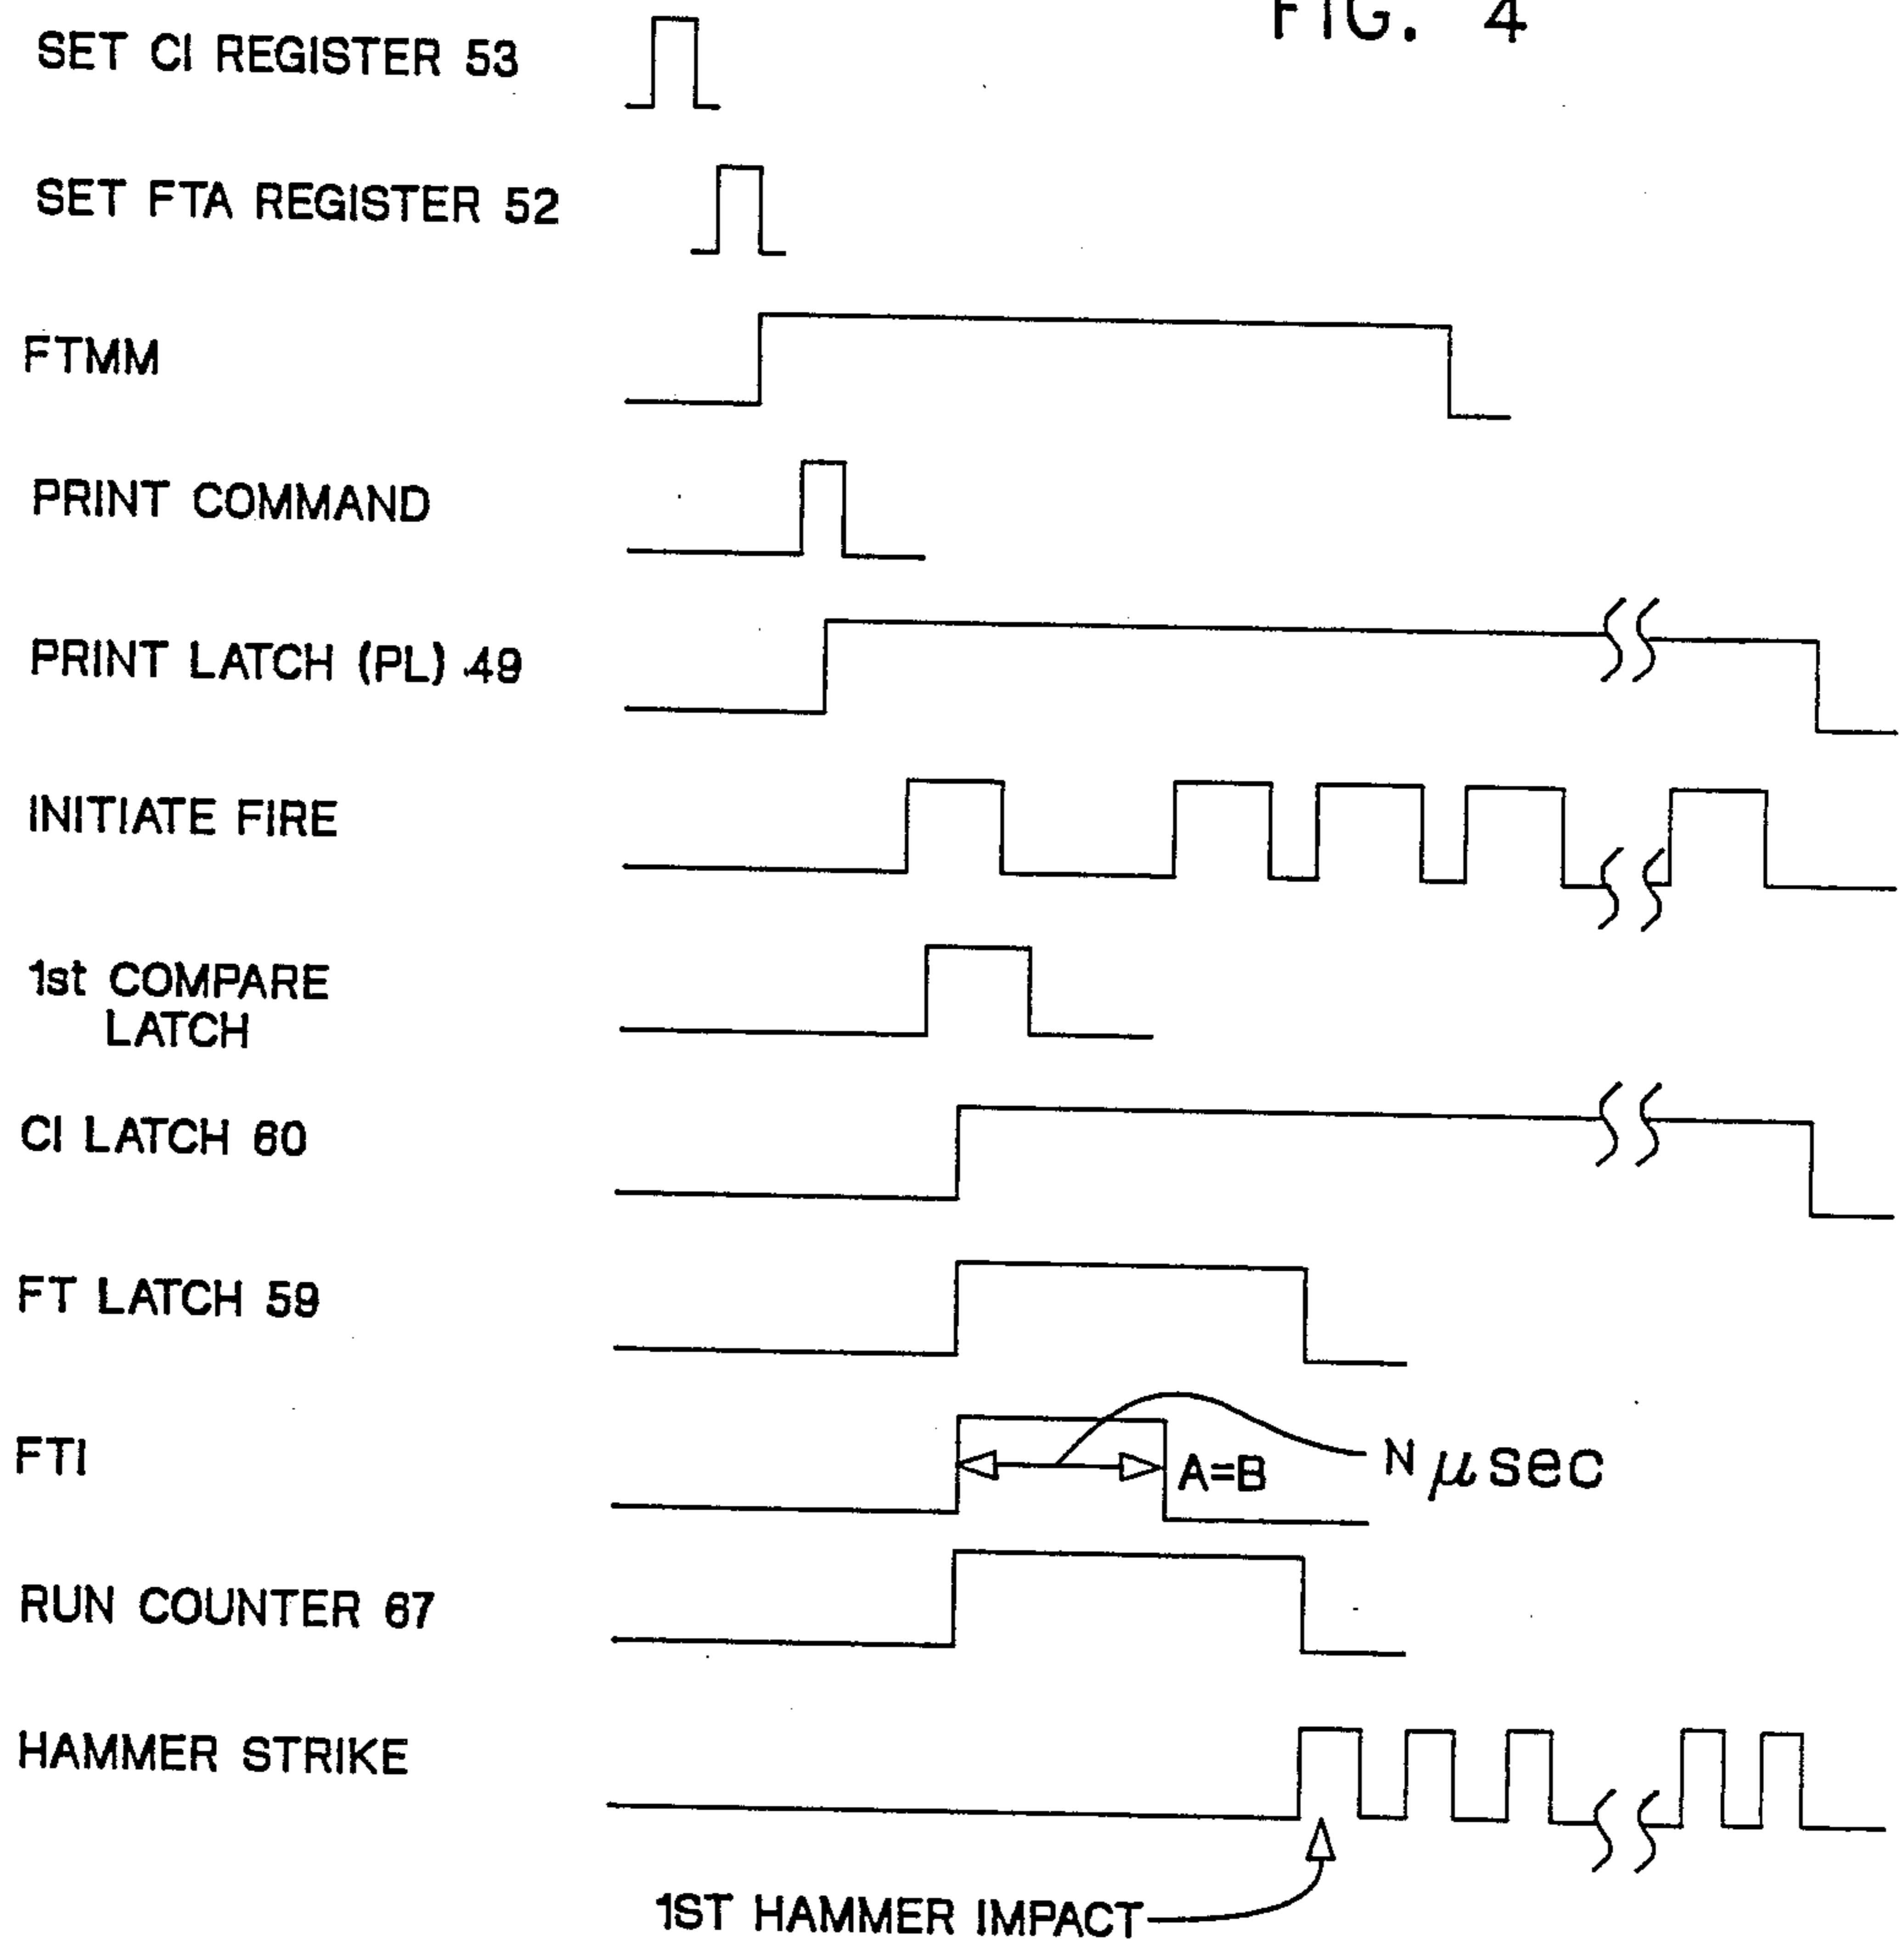 FIG. 4
SET CI REGISTER 53
SET FTA REGISTER 52
FTMM
PRINT COMMAND
PRINT LATCH (PL) 49
INITIATE FIRE
1st COMPARE
LATCH
CI LATCH 60
FT LATCH 59
FTI
A=B
N μsec
RUN COUNTER 67
HAMMER STRIKE
1ST HAMMER IMPACT